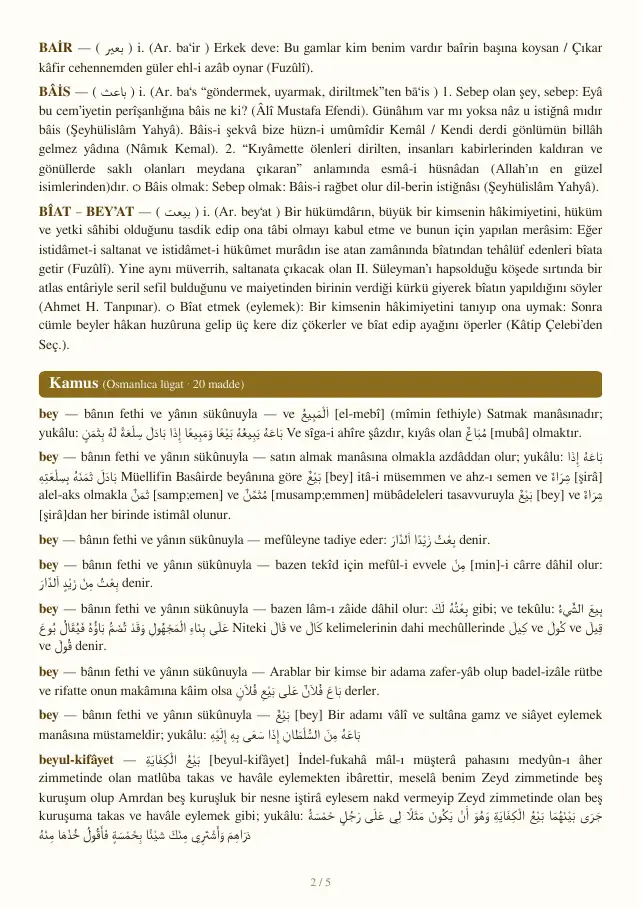 BAİR — ( بعير ) i. (Ar. ba‘ir ) Erkek deve: Bu gamlar kim benim vardır baîrin başına koysan / Çıkar
kâfir cehennemden güler ehl-i azâb oynar (Fuzûlî).
BÂİS — ( باعث ) i. (Ar. ba‘s “göndermek, uyarmak, diriltmek”ten bā‘iѕ ) 1. Sebep olan şey, sebep: Eyâ
bu cem’iyetin perîşanlığına bâis ne ki? (Âlî Mustafa Efendi). Günâhım var mı yoksa nâz u istiğnâ mıdır
bâis (Şeyhülislâm Yahyâ). Bâis-i şekvâ bize hüzn-i umûmîdir Kemâl / Kendi derdi gönlümün billâh
gelmez yâdına (Nâmık Kemal). 2. “Kıyâmette ölenleri dirilten, insanları kabirlerinden kaldıran ve
gönüllerde saklı olanları meydana çıkaran” anlamında esmâ-i hüsnâdan (Allah’ın en güzel
isimlerinden)dır. ѻ Bâis olmak: Sebep olmak: Bâis-i rağbet olur dil-berin istiğnâsı (Şeyhülislâm Yahyâ).
BÎAT – BEY’AT — ( بيعت ) i. (Ar. bey‘at ) Bir hükümdârın, büyük bir kimsenin hâkimiyetini, hüküm
ve yetki sâhibi olduğunu tasdik edip ona tâbi olmayı kabul etme ve bunun için yapılan merâsim: Eğer
istidâmet-i saltanat ve istidâmet-i hükûmet murâdın ise atan zamânında bîatından tehâlüf edenleri bîata
getir (Fuzûlî). Yine aynı müverrih, saltanata çıkacak olan II. Süleyman’ı hapsolduğu köşede sırtında bir
atlas entâriyle seril sefil bulduğunu ve maiyetinden birinin verdiği kürkü giyerek bîatın yapıldığını söyler
(Ahmet H. Tanpınar). ѻ Bîat etmek (eylemek): Bir kimsenin hâkimiyetini tanıyıp ona uymak: Sonra
cümle beyler hâkan huzûruna gelip üç kere diz çökerler ve bîat edip ayağını öperler (Kâtip Çelebi’den
Seç.).
Kamus (Osmanlıca lügat · 20 madde)
bey — bânın fethi ve yânın sükûnuyla — ve اَلْمَبِيعُ [el-mebî] (mîmin fethiyle) Satmak manâsınadır;
yukâlu: بَاعَهُ يَبِيعُهُ بَيْعًا وَمَبِيعًا إِذَا بَادَلَ سِلْعَةً لَهُ بِثَمَنٍ Ve sîga-i ahîre şâzdır, kıyâs olan مُبَاعٌ [mubâ] olmaktır.
bey — bânın fethi ve yânın sükûnuyla — satın almak manâsına olmakla azdâddan olur; yukâlu: بَاعَهُ إِذَا
بَادَلَ ثَمَنَهُ بِسِلْعَتِهِ Müellifin Basâirde beyânına göre بَيْعٌ [bey] itâ-i müsemmen ve ahz-ı semen ve شِرَاءٌ [şirâ]
alel-aks olmakla ثَمَنٌ [samp;emen] ve مُثَمَّنٌ [musamp;emmen] mübâdeleleri tasavvuruyla بَيْعٌ [bey] ve شِرَاءٌ
[şirâ]dan her birinde istimâl olunur.
bey — bânın fethi ve yânın sükûnuyla — mefûleyne tadiye eder: بِعْتُ زَيْدًا اَلدَّارَ denir.
bey — bânın fethi ve yânın sükûnuyla — bazen tekîd için mefûl-i evvele مِنْ [min]-i cârre dâhil olur:
بِعْتُ مِنْ زَيْدٍ اَلدَّارَ denir.
bey — bânın fethi ve yânın sükûnuyla — bazen lâm-ı zâide dâhil olur: بِعْتُهُ لَكَ gibi; ve tekûlu: بِيعَ الشَّيْءُ
عَلَى بِنَاءِ الْمَجْهُولِ وَقَدْ تُضَمُّ بَاؤُهُ فَيُقَالُ بُوعَ Niteki قَالَ ve كَالَ kelimelerinin dahi mechûllerinde كِيلَ ve كُولَ ve قِيلَ
ve قُولَ denir.
bey — bânın fethi ve yânın sükûnuyla — Arablar bir kimse bir adama zafer-yâb olup badel-izâle rütbe
ve rifatte onun makâmına kâim olsa بَاعَ فُلاَنٌ عَلَى بَيْعِ فُلاَنٍ derler.
bey — bânın fethi ve yânın sükûnuyla — بَيْعٌ [bey] Bir adamı vâlî ve sultâna gamz ve siâyet eylemek
manâsına müstameldir; yukâlu: بَاعَهُ مِنَ السُّلْطَانِ إِذَا سَعَى بِهِ إِلَيْهِ
beyul-kifâyet — بَيْعُ الْكِفَايَةِ [beyul-kifâyet] İndel-fukahâ mâl-ı müşterâ pahasını medyûn-ı âher
zimmetinde olan matlûba takas ve havâle eylemekten ibârettir, meselâ benim Zeyd zimmetinde beş
kuruşum olup Amrdan beş kuruşluk bir nesne iştirâ eylesem nakd vermeyip Zeyd zimmetinde olan beş
kuruşuma takas ve havâle eylemek gibi; yukâlu: جَرَى بَيْنَهُمَا بَيْعُ الْكِفَايَةِ وَهُوَ أَنْ يَكُونَ مَثَلًا لِي عَلَى رَجُلٍ خَمْسَةُ
دَرَاهِمَ وَأَشْتَرِي مِنْكَ شَيْئًا بِخَمْسَةٍ فَأَقُولُ خُذْهَا مِنْهُ
2 / 5